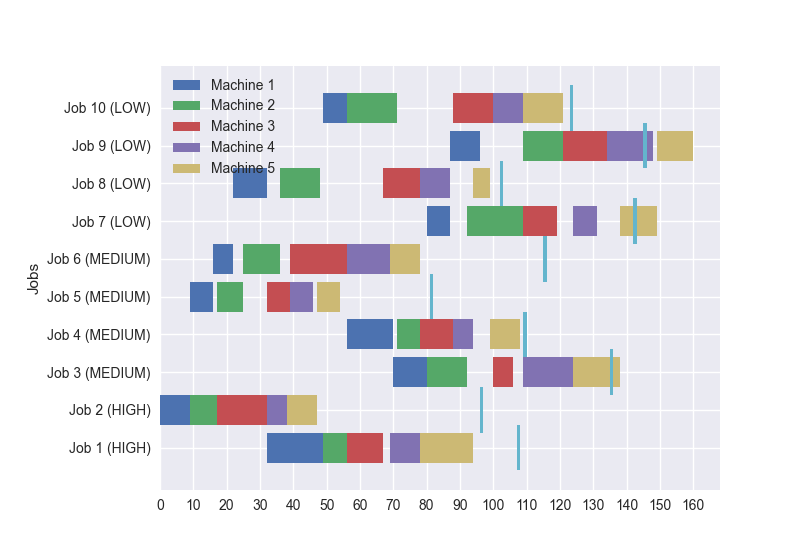 Machine 1
Machine 2
Machine 3
Machine 4
Machine 5
Jobs
Job 10 (LOW)
Job 9 (LOW)
Job 8 (LOW)
Job 7 (LOW)
Job 6 (MEDIUM)
Job 5 (MEDIUM)
Job 4 (MEDIUM)
Job 3 (MEDIUM)
Job 2 (HIGH)
Job 1 (HIGH)
0 10 20 30 40 50 60 70 80 90 100 110 120 130 140 150 160